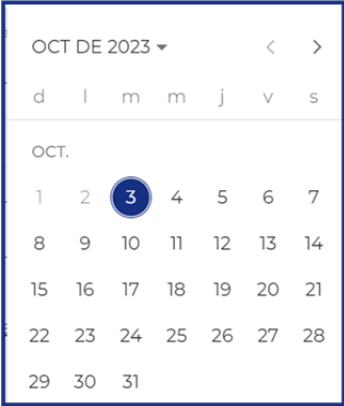 OCT DE 2023
d l m m j v s
OCT.
1 2 3 4 5 6 7
8 9 10 11 12 13 14
15 16 17 18 19 20 21
22 23 24 25 26 27 28
29 30 31